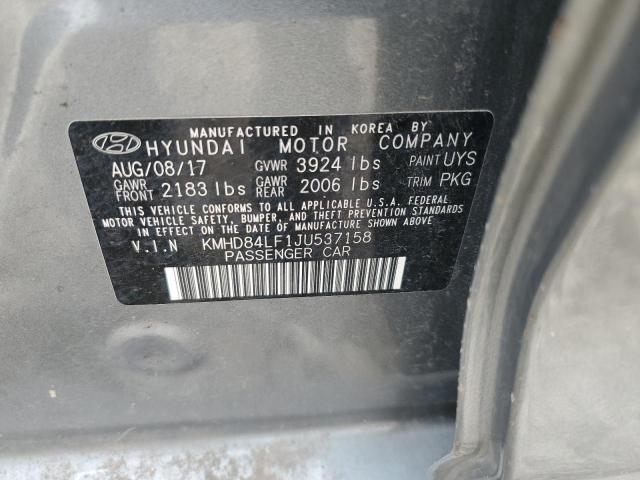 MANUFACTURED IN KOREA BY
HYUNDAI MOTOR COMPANY
AUG/08/17 GVWR 3924 lbs PAINT UYS
GAWR FRONT 2183 lbs GAWR REAR 2006 lbs TRIM PKG
THIS VEHICLE CONFORMS TO ALL APPLICABLE U.S.A. FEDERAL
MOTOR VEHICLE SAFETY, BUMPER, AND THEFT PREVENTION STANDARDS
IN EFFECT ON THE DATE OF MANUFACTURE SHOWN ABOVE.
V.I.N KMHD84LF1JU537158
PASSENGER CAR